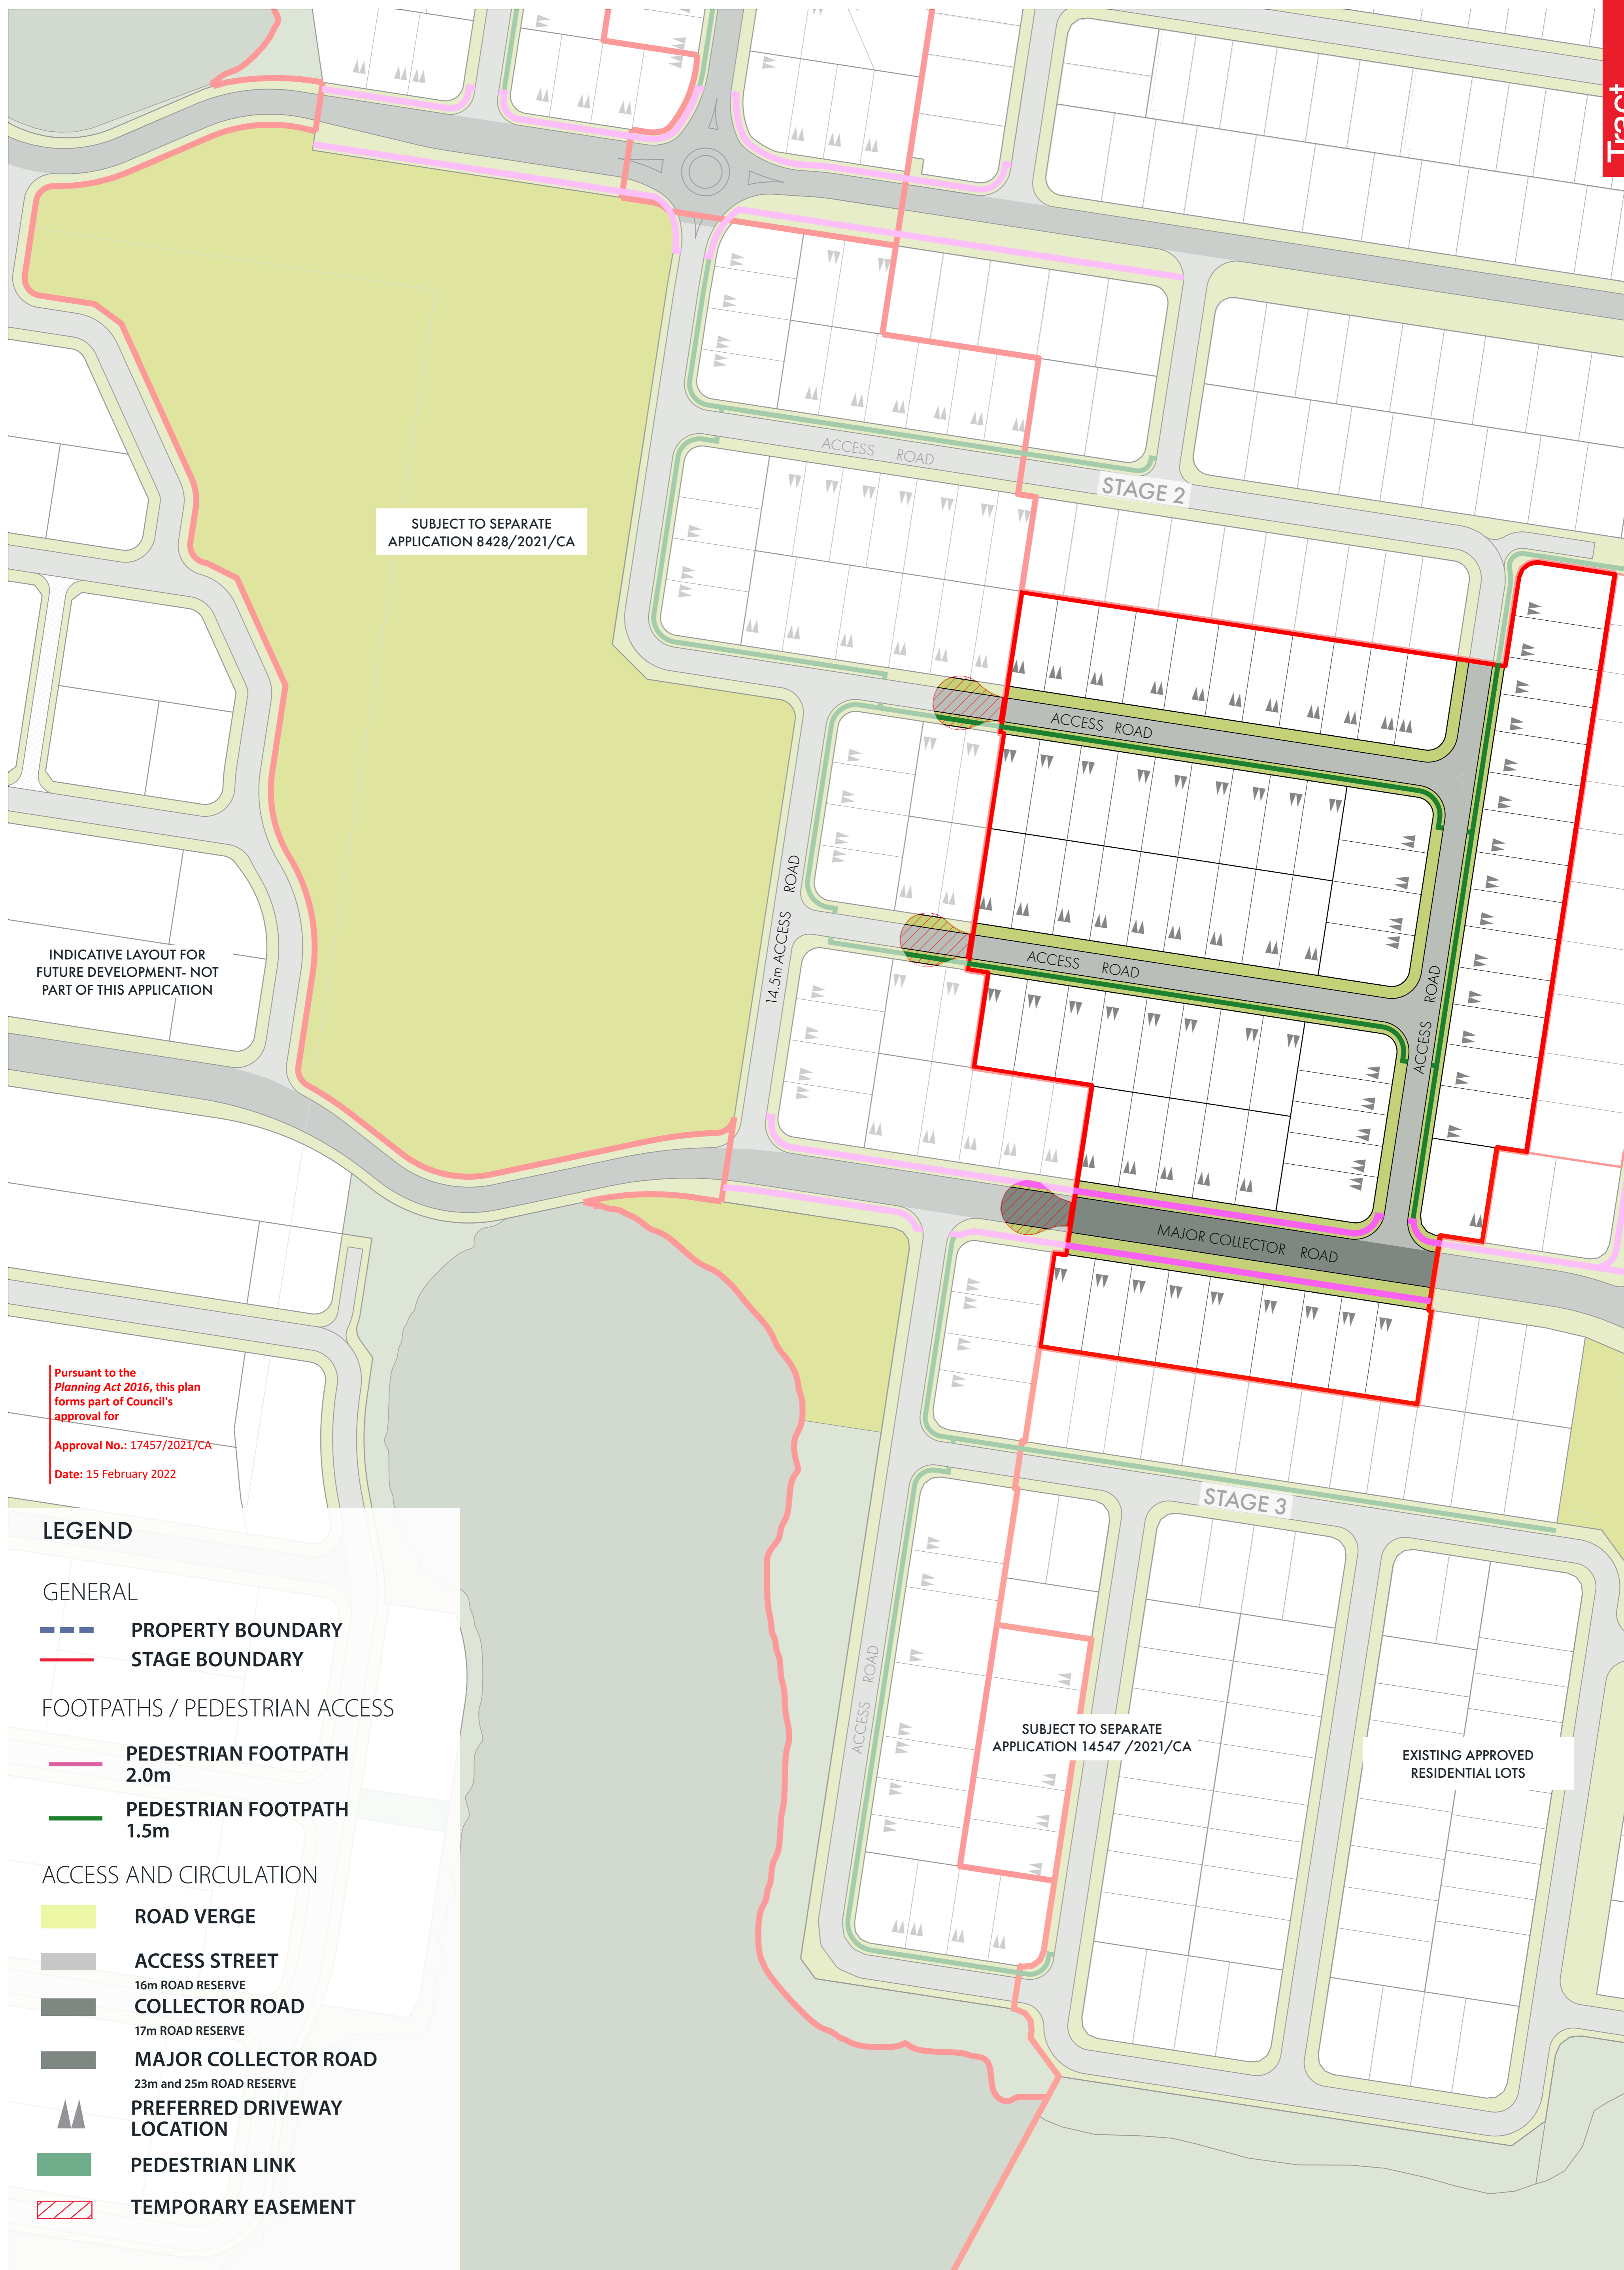 Tract
ACCESS ROAD
STAGE 2
SUBJECT TO SEPARATE
APPLICATION 8428/2021/CA
ACCESS ROAD
14.5m ACCESS ROAD
INDICATIVE LAYOUT FOR
FUTURE DEVELOPMENT- NOT
PART OF THIS APPLICATION
ACCESS ROAD
ACCESS ROAD
MAJOR COLLECTOR ROAD
Pursuant to the
Planning Act 2016, this plan
forms part of Council's
approval for
Approval No.: 17457/2021/CA
Date: 15 February 2022
STAGE 3
ACCESS ROAD
SUBJECT TO SEPARATE
APPLICATION 14547 /2021/CA
EXISTING APPROVED
RESIDENTIAL LOTS
LEGEND
GENERAL
PROPERTY BOUNDARY
STAGE BOUNDARY
FOOTPATHS / PEDESTRIAN ACCESS
PEDESTRIAN FOOTPATH
2.0m
PEDESTRIAN FOOTPATH
1.5m
ACCESS AND CIRCULATION
ROAD VERGE
ACCESS STREET
16m ROAD RESERVE
COLLECTOR ROAD
17m ROAD RESERVE
MAJOR COLLECTOR ROAD
23m and 25m ROAD RESERVE
PREFERRED DRIVEWAY
LOCATION
PEDESTRIAN LINK
TEMPORARY EASEMENT